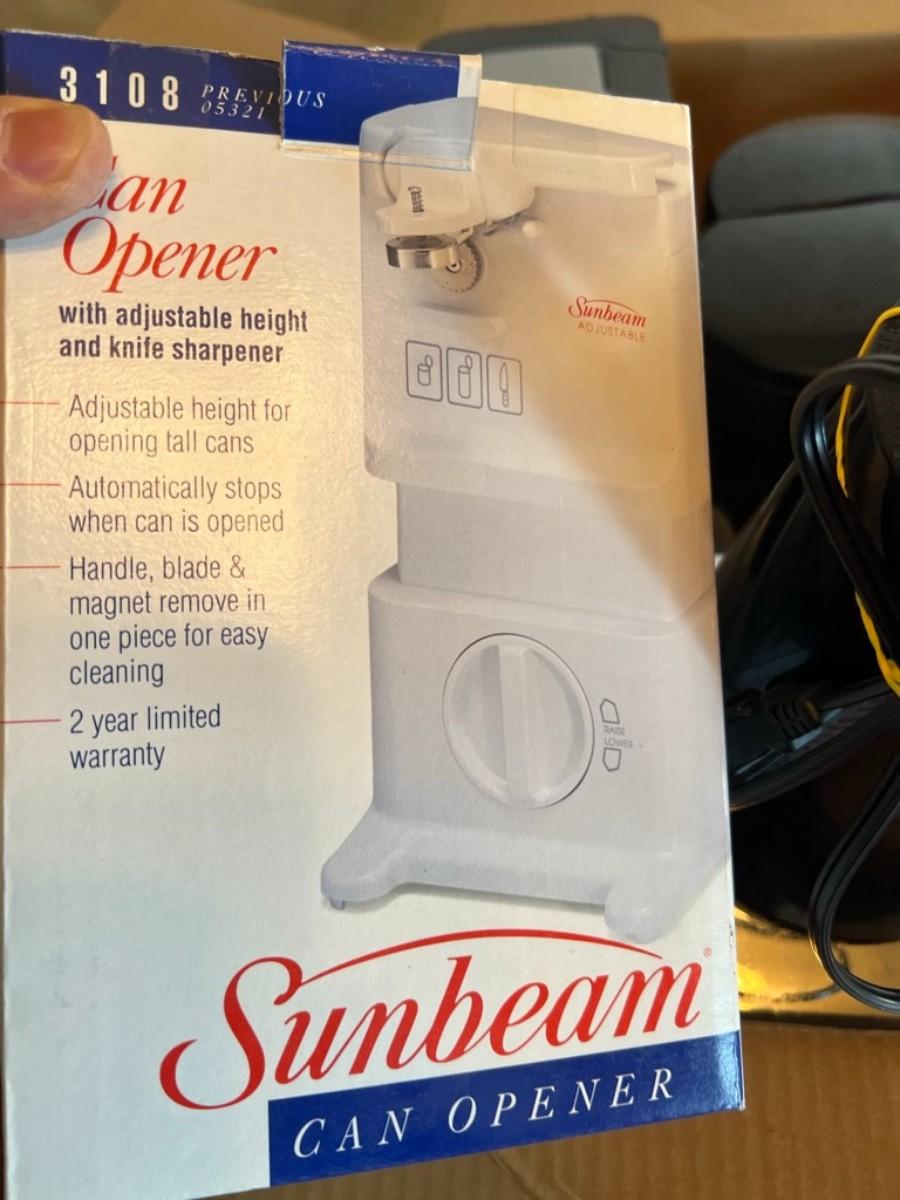 3108 PREVIOUS
05321
Can
Opener
with adjustable height
and knife sharpener
Adjustable height for
opening tall cans
Automatically stops
when can is opened
Handle, blade &
magnet remove in
one piece for easy
cleaning
2 year limited
warranty
Sunbeam
ADJUSTABLE
RAISE
LOWER
Sunbeam®
CAN OPENER